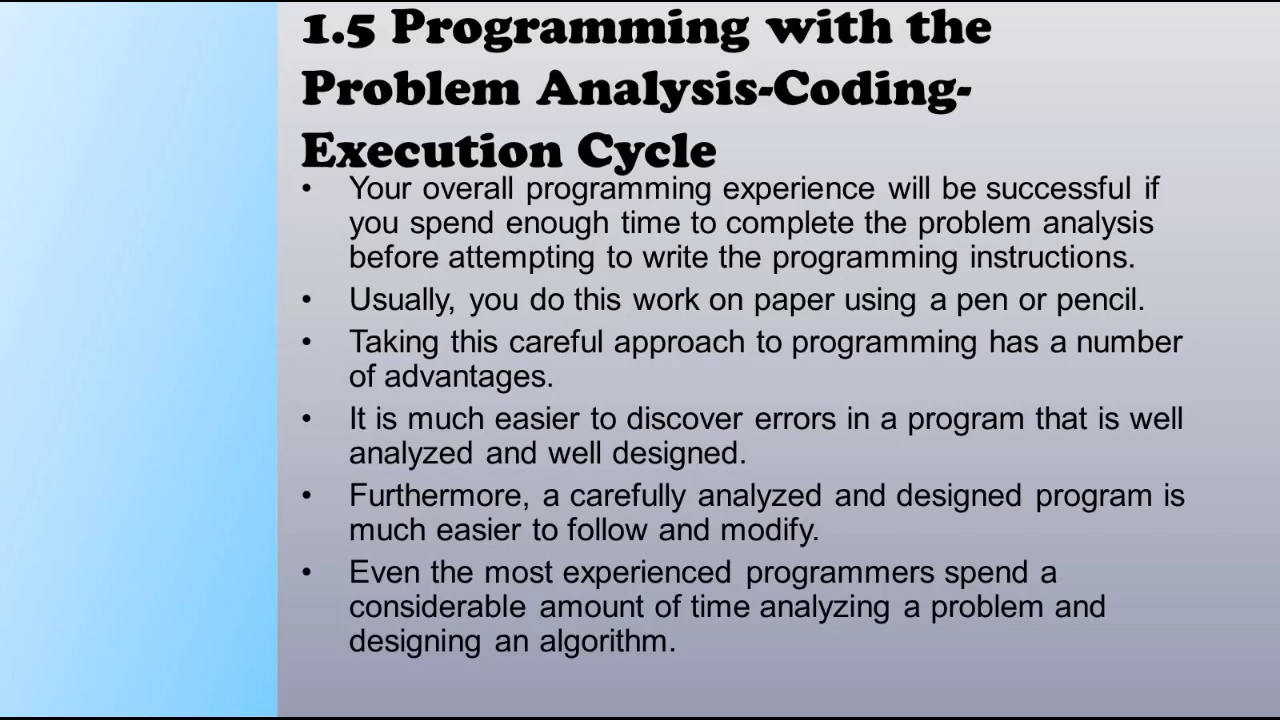 1.5 Programming with the
Problem Analysis-Coding-
Execution Cycle
• Your overall programming experience will be successful if
you spend enough time to complete the problem analysis
before attempting to write the programming instructions.
• Usually, you do this work on paper using a pen or pencil.
• Taking this careful approach to programming has a number
of advantages.
• It is much easier to discover errors in a program that is well
analyzed and well designed.
• Furthermore, a carefully analyzed and designed program is
much easier to follow and modify.
• Even the most experienced programmers spend a
considerable amount of time analyzing a problem and
designing an algorithm.